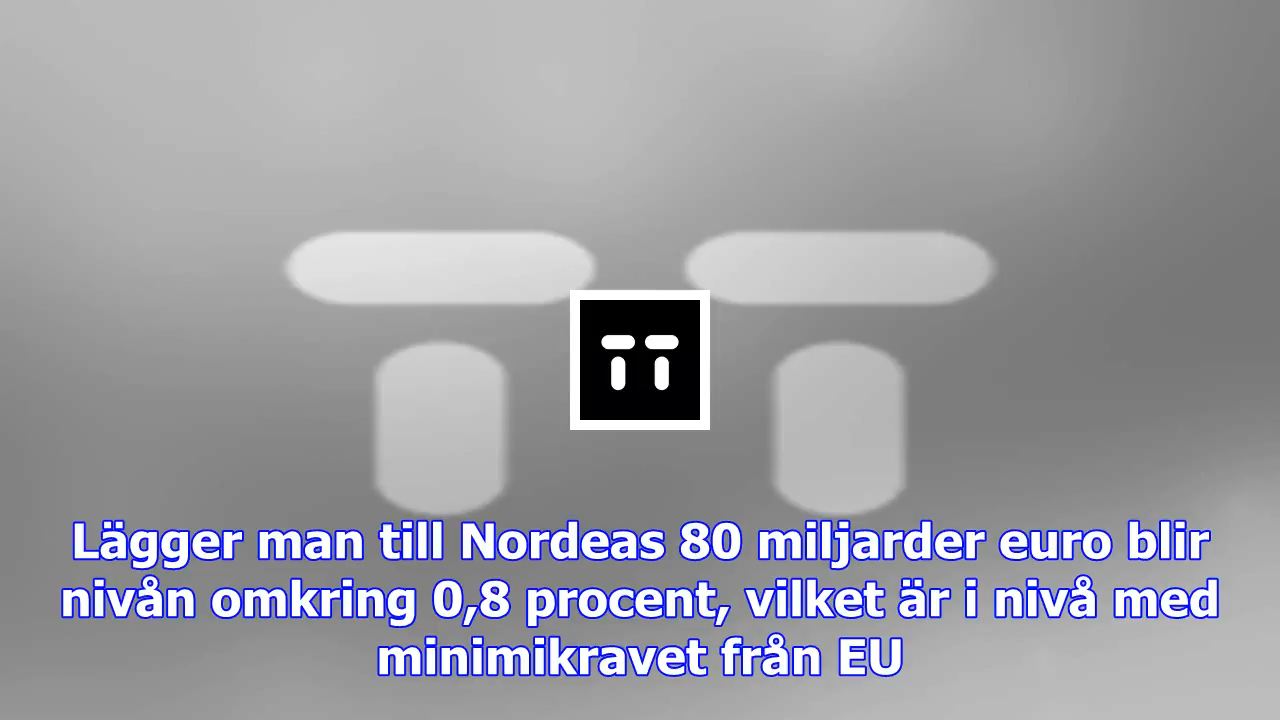 Lägger man till Nordeas 80 miljarder euro blir
nivån omkring 0,8 procent, vilket är i nivå med
minimikravet från EU